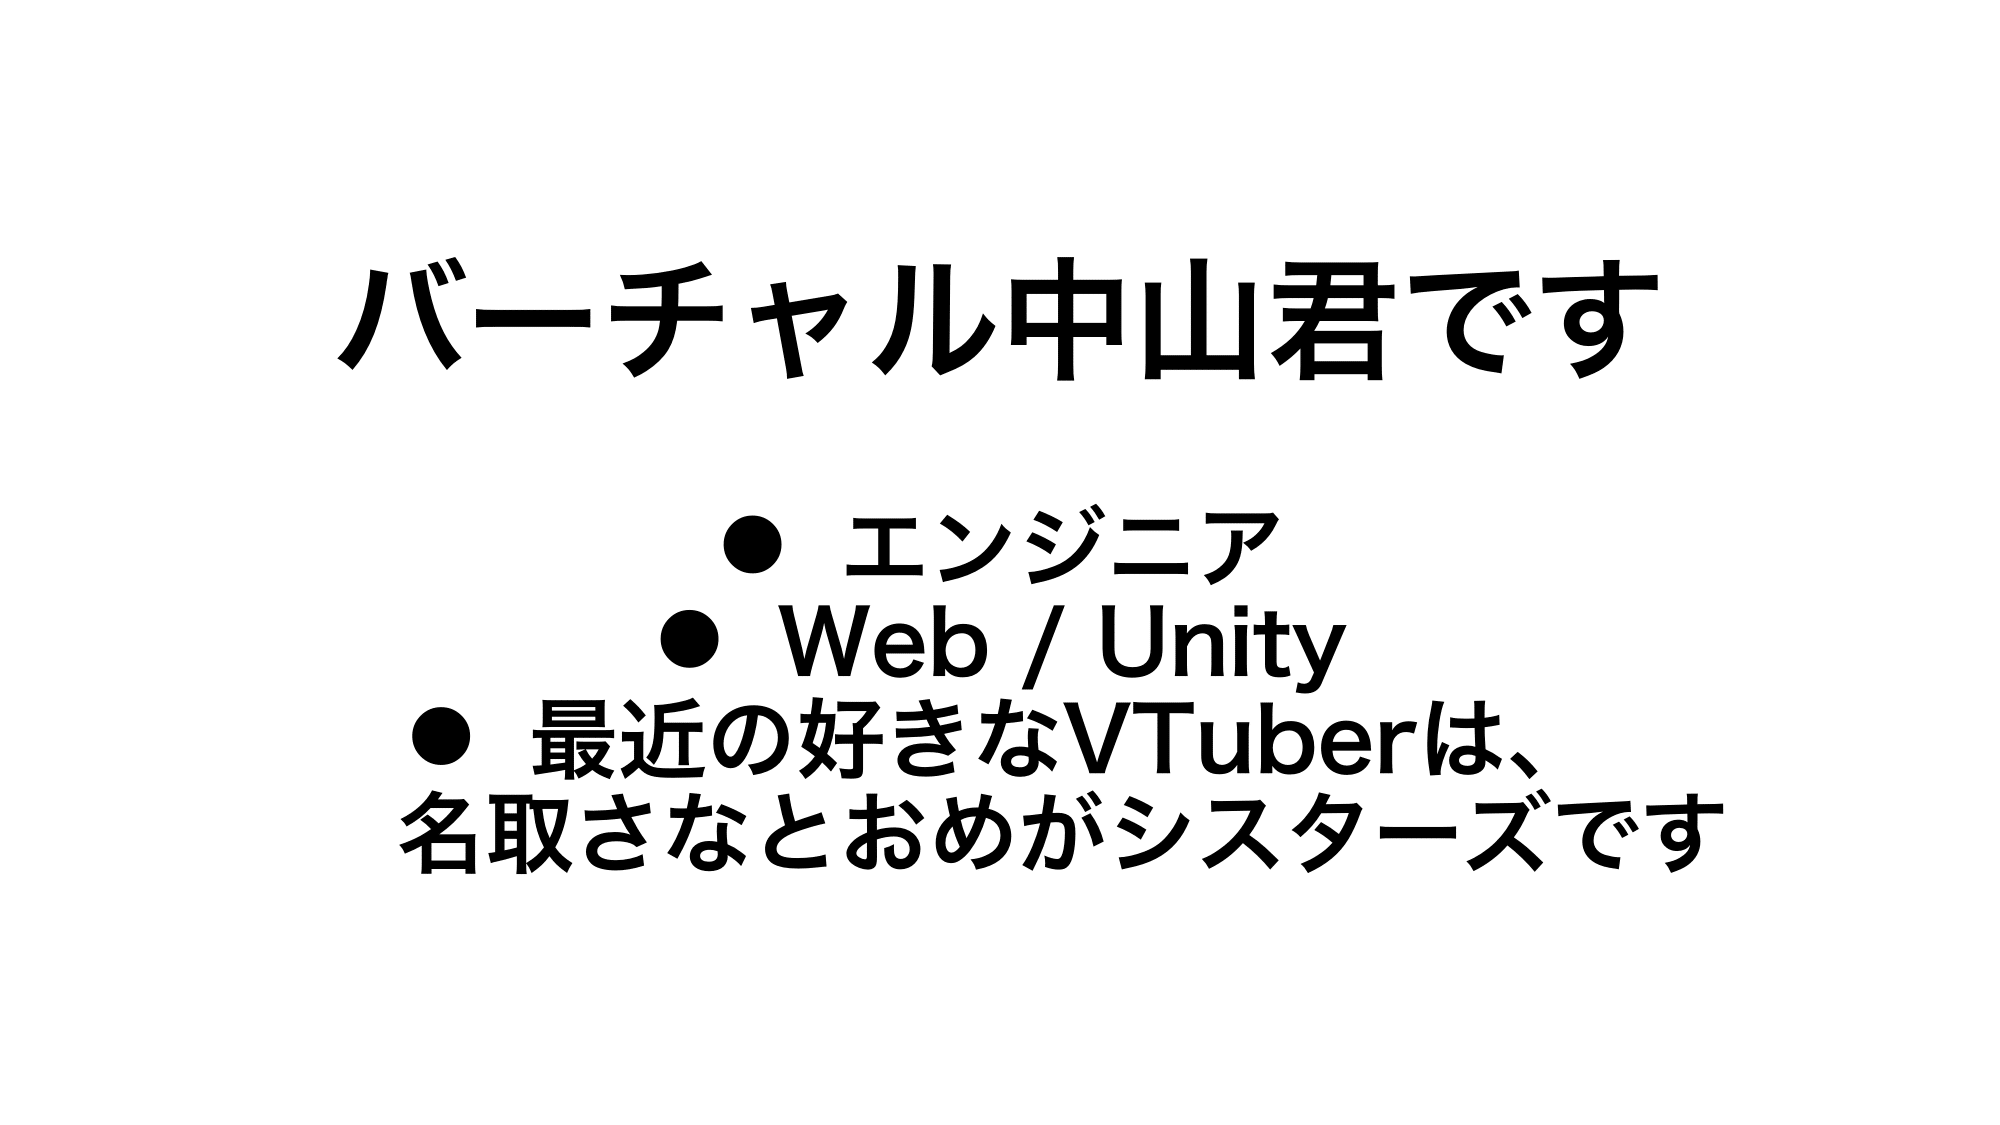 バーチャル中山君です
● エンジニア
● Web / Unity
● 最近の好きなVTuberは、
名取さなとおめがシスターズです